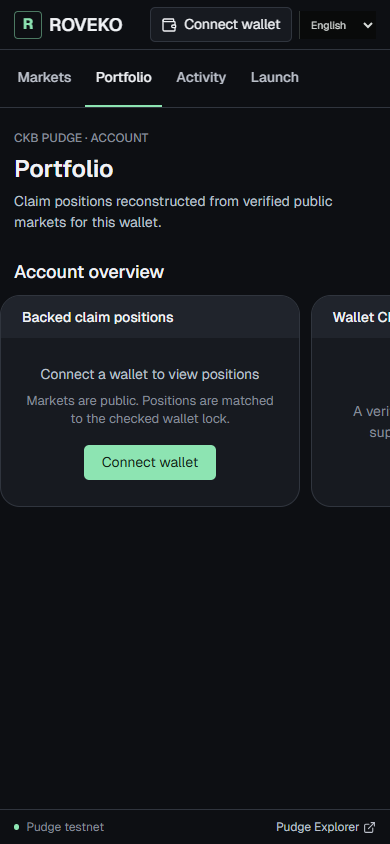 R ROVEKO
Connect wallet
English
Markets Portfolio Activity Launch
CKB PUDGE · ACCOUNT
Portfolio
Claim positions reconstructed from verified public
markets for this wallet.
Account overview
Backed claim positions
Connect a wallet to view positions
Markets are public. Positions are matched
to the checked wallet lock.
Connect wallet
Wallet
A veri
sup
Pudge testnet
Pudge Explorer